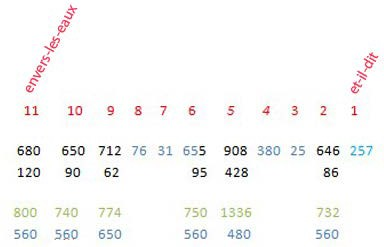 envers-les-eaux et-il-dit
11 10 9 8 7 6 5 4 3 2 1
680 650 712 76 31 655 908 380 25 646 257
120 90 62 95 428 86
800 740 774 750 1336 732
560 560 650 560 480 560